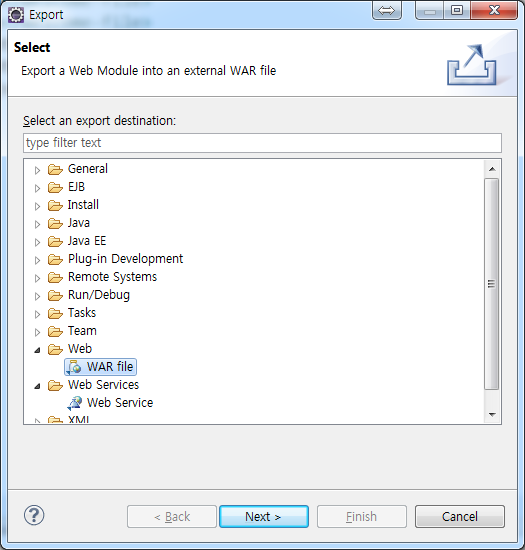 Export
Select
Export a Web Module into an external WAR file
Select an export destination:
type filter text
General
EJB
Install
Java
Java EE
Plug-in Development
Remote Systems
Run/Debug
Tasks
Team
Web
WAR file
Web Services
Web Service
XML
?
< Back
Next >
Finish
Cancel